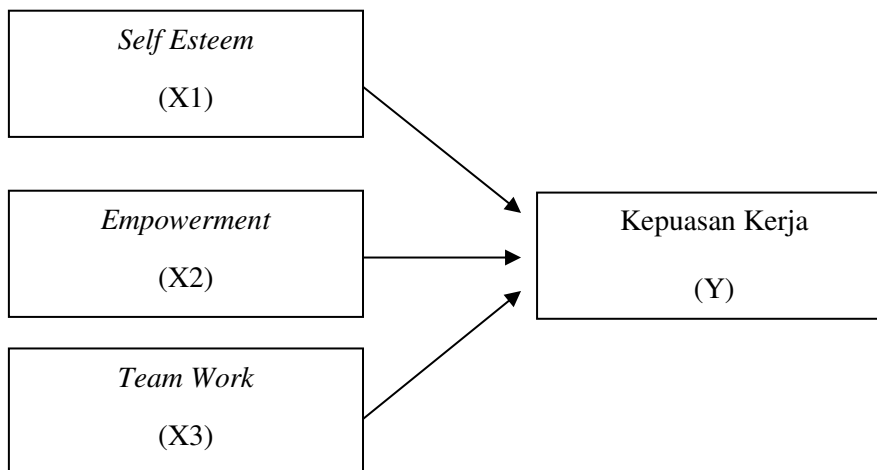 Self Esteem
(X1)
Empowerment
(X2)
Team Work
(X3)
Kepuasan Kerja
(Y)